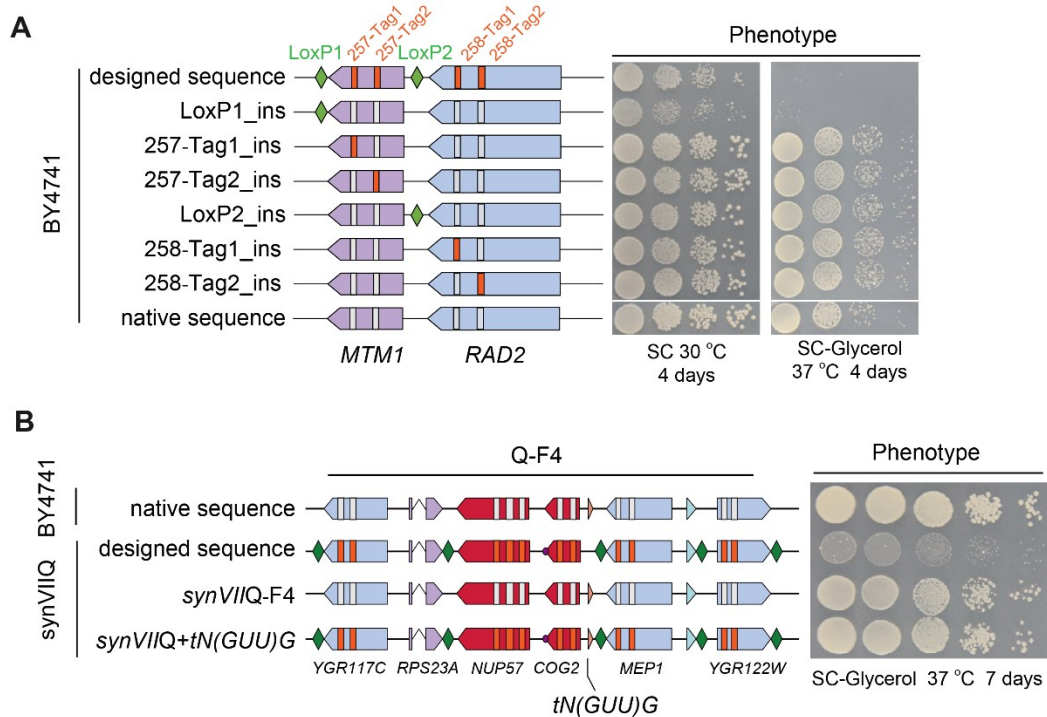 A
257-Tag1
257-Tag2
258-Tag1
258-Tag2
LoxP1
LoxP2
Phenotype
BY4741
designed sequence
LoxP1_ins
257-Tag1_ins
257-Tag2_ins
LoxP2_ins
258-Tag1_ins
258-Tag2_ins
native sequence
MTM1
RAD2
SC 30 °C
4 days
SC-Glycerol
37 °C 4 days
B
Q-F4
Phenotype
BY4741
native sequence
synVIIQ
designed sequence
synVIIQ-F4
synVIIQ+tN(GUU)G
YGR117C
RPS23A
NUP57
COG2
MEP1
YGR122W
tN(GUU)G
SC-Glycerol 37 °C 7 days